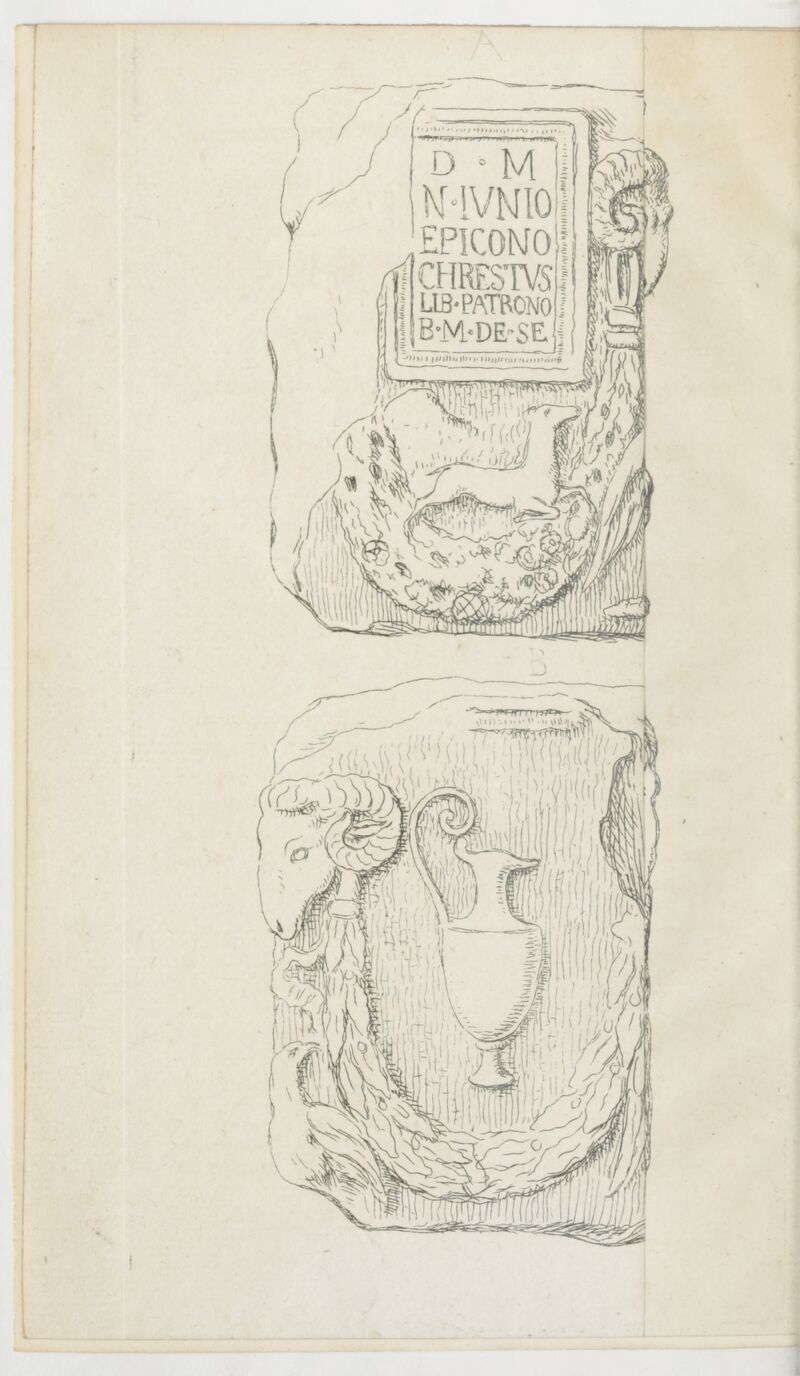 A
D · M
N · IVNIO
EPICONO
CHRESTVS
LIB · PATRONO
B · M · DE · SE
B